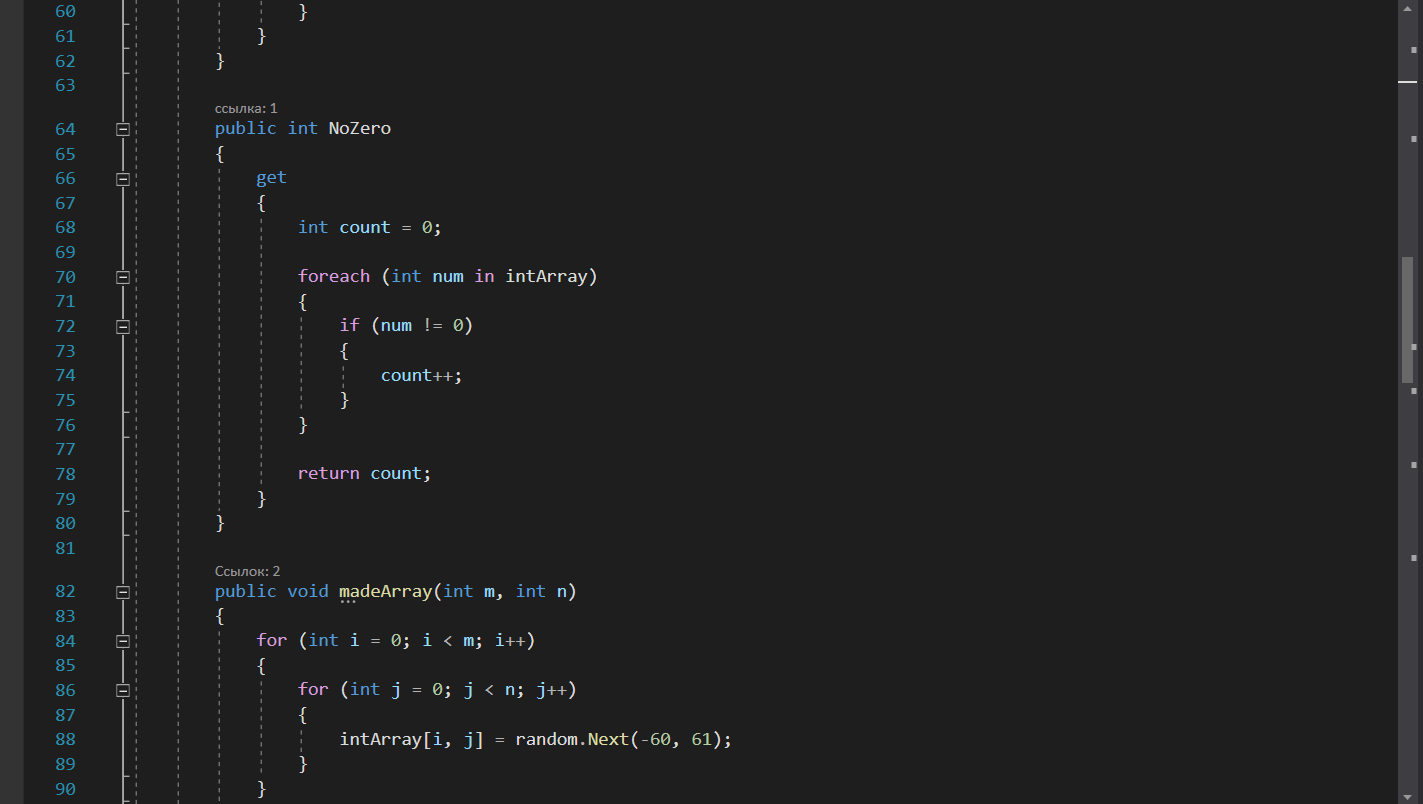 60 }
61 }
62 }
63
ссылка: 1
64 public int NoZero
65 {
66 get
67 {
68 int count = 0;
69
70 foreach (int num in intArray)
71 {
72 if (num != 0)
73 {
74 count++;
75 }
76 }
77
78 return count;
79 }
80 }
81
Ссылок: 2
82 public void madeArray(int m, int n)
83 {
84 for (int i = 0; i < m; i++)
85 {
86 for (int j = 0; j < n; j++)
87 {
88 intArray[i, j] = random.Next(-60, 61);
89 }
90 }